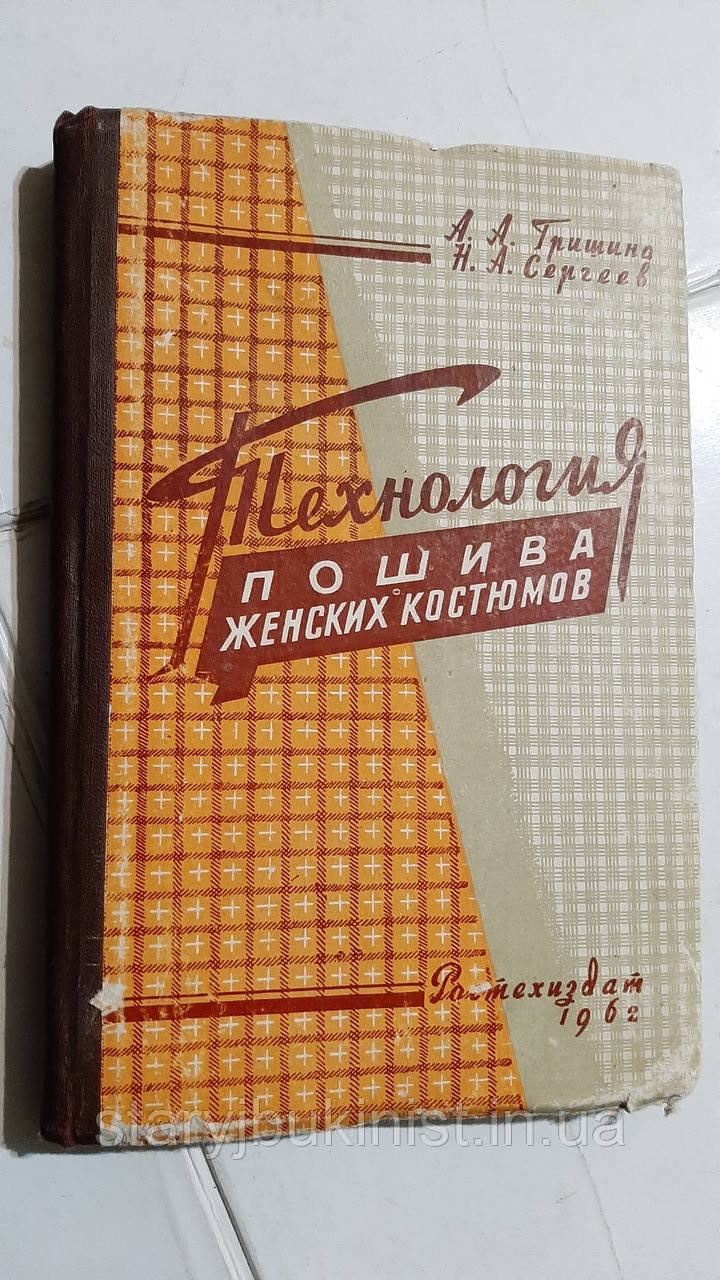 А. А. Гришина
Н. А. Сергеев
Технология
ПОШИВА
ЖЕНСКИХ КОСТЮМОВ
Ростехиздат
1962
staryjbukinist.in.ua